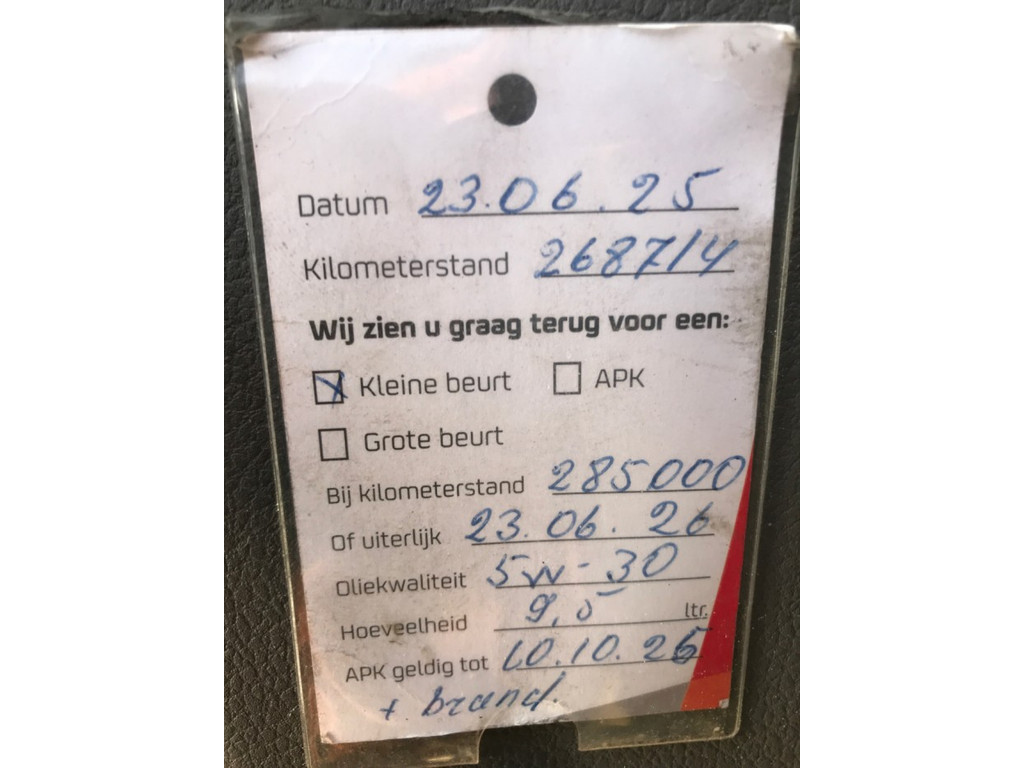 Datum 23.06.25
Kilometerstand 268714
Wij zien u graag terug voor een:
Kleine beurt APK
Grote beurt
Bij kilometerstand 285000
Of uiterlijk 23.06.26
Oliekwaliteit 5w-30
Hoeveelheid 9,5 ltr.
APK geldig tot 10.10.26
+ brand.